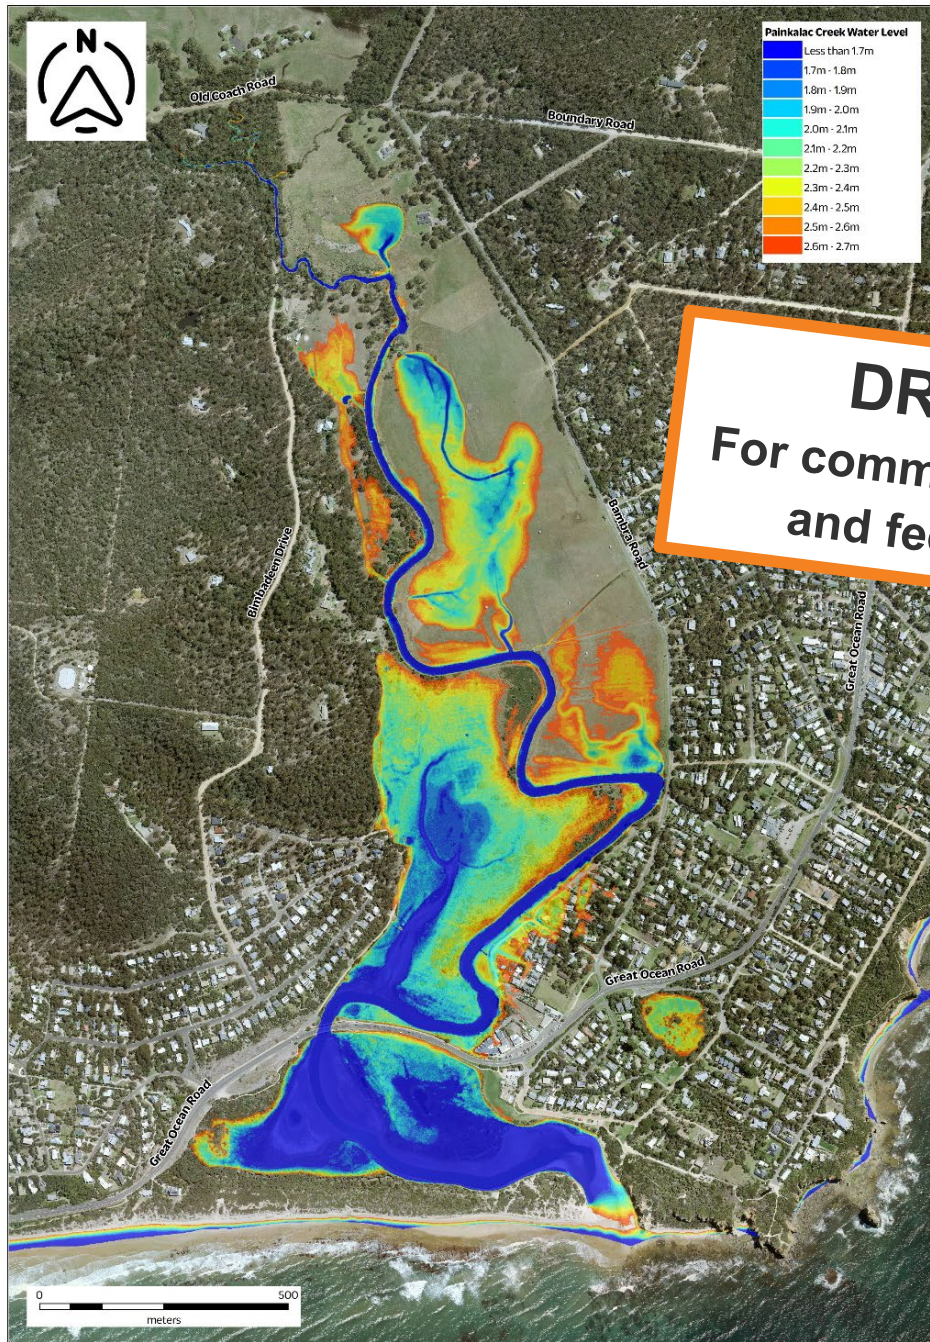 N
Painkalac Creek Water Level
Less than 1.7m
1.7m - 1.8m
1.8m - 1.9m
1.9m - 2.0m
2.0m - 2.1m
2.1m - 2.2m
2.2m - 2.3m
2.3m - 2.4m
2.4m - 2.5m
2.5m - 2.6m
2.6m - 2.7m
Old Coach Road
Boundary Road
DR
For comm
and fee
Bambra Road
Bimbadeen Drive
Great Ocean Road
Great Ocean Road
Great Ocean Road
0 500
meters